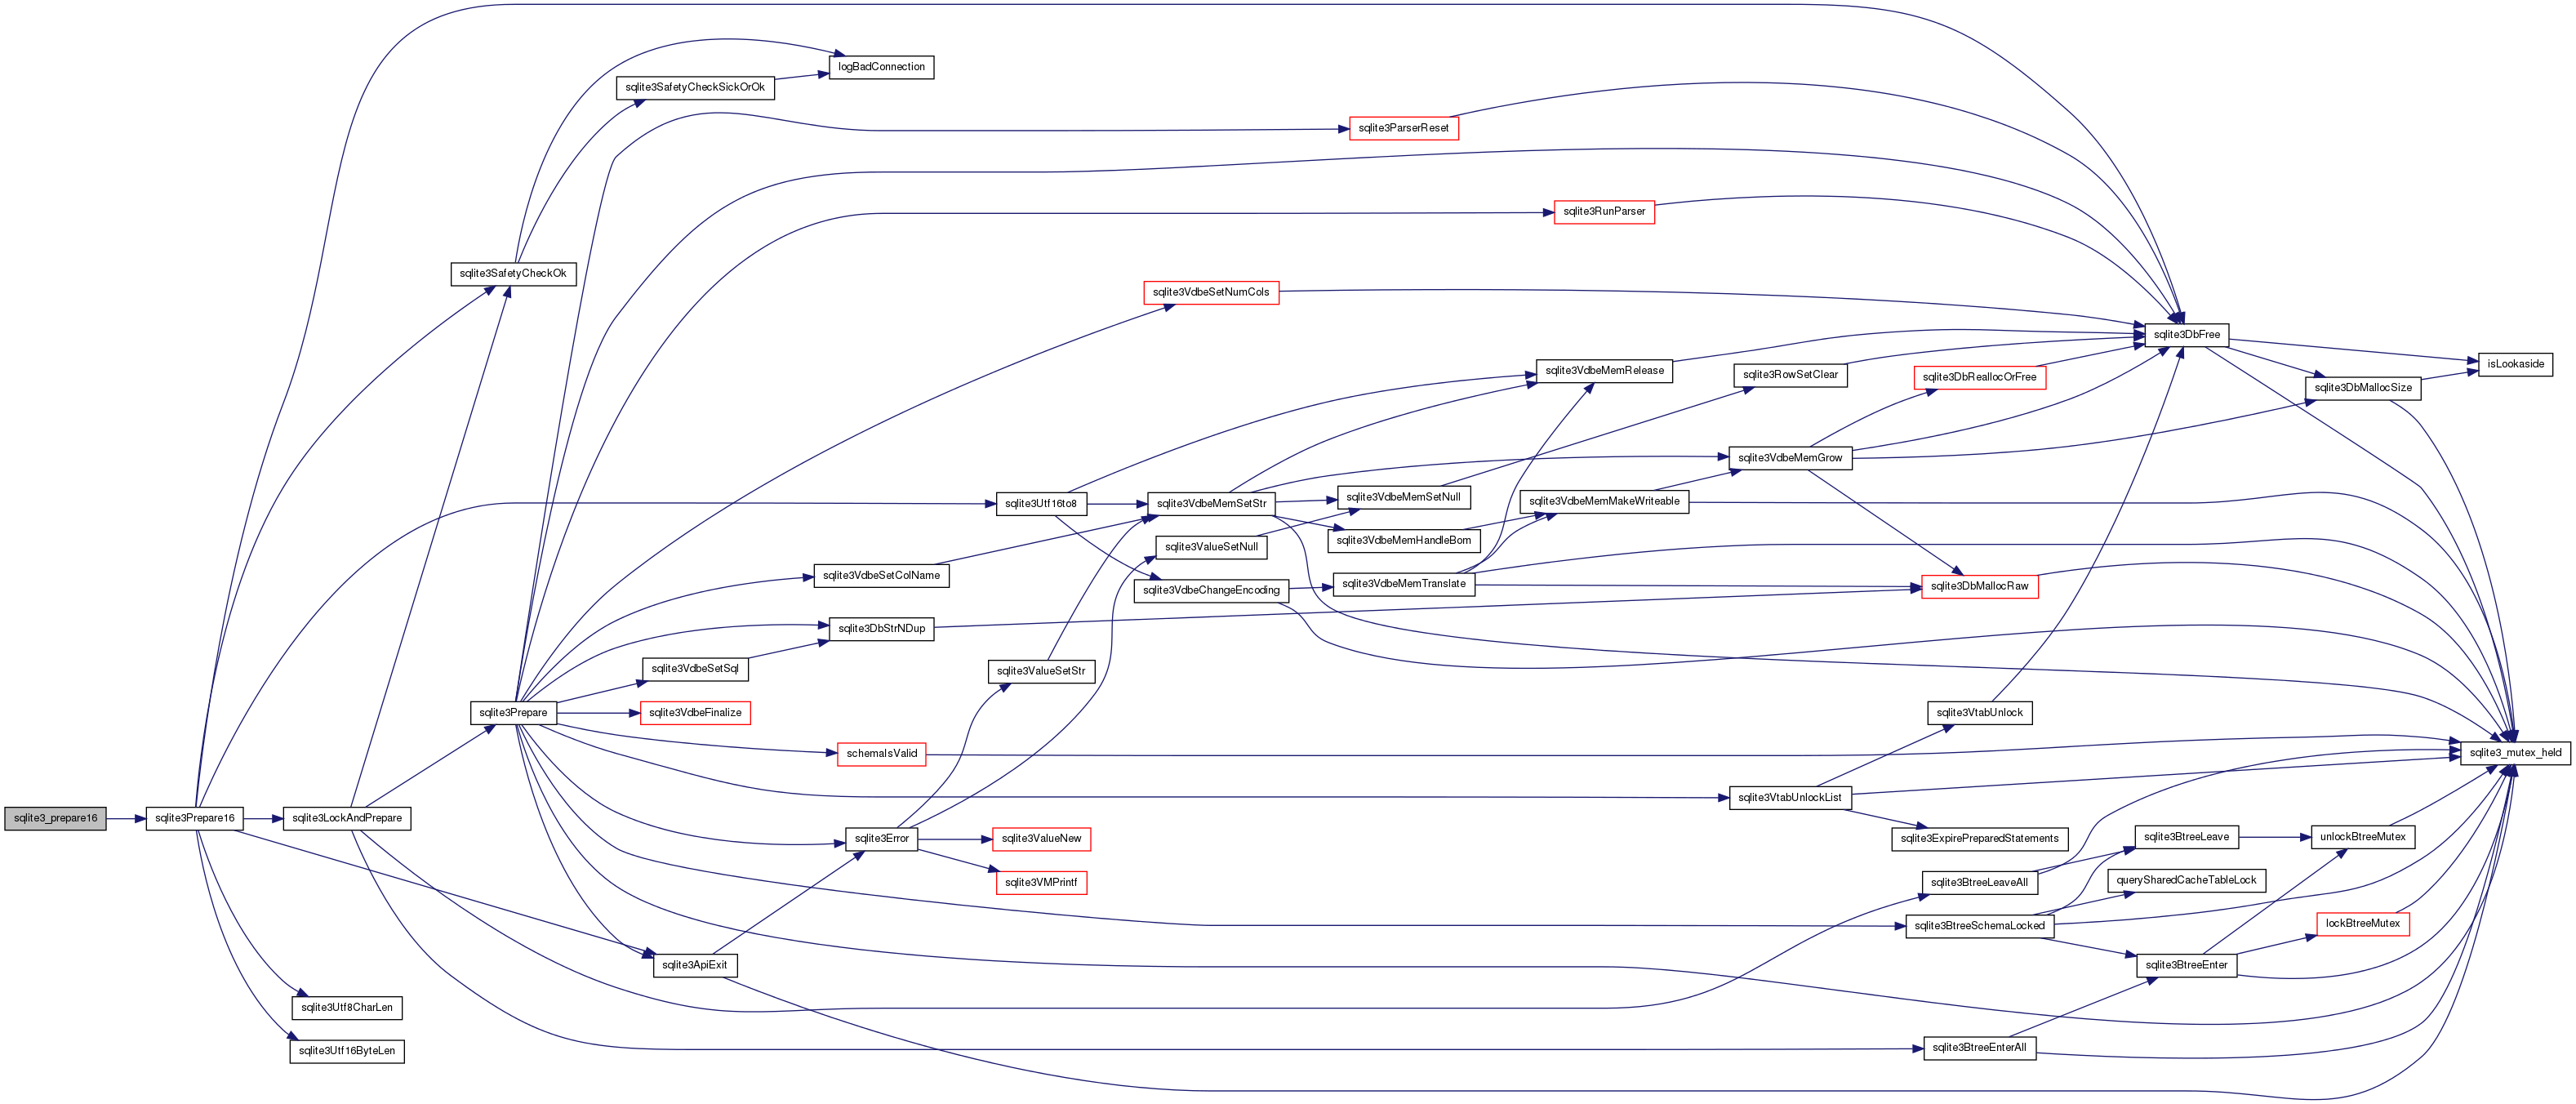 logBadConnection
sqlite3SafetyCheckSickOrOk
sqlite3ParserReset
sqlite3RunParser
sqlite3SafetyCheckOk
sqlite3VdbeSetNumCols
sqlite3DbFree
isLookaside
sqlite3VdbeMemRelease
sqlite3RowSetClear
sqlite3DbReallocOrFree
sqlite3DbMallocSize
sqlite3VdbeMemGrow
sqlite3Utf16to8
sqlite3VdbeMemSetStr
sqlite3VdbeMemSetNull
sqlite3VdbeMemMakeWriteable
sqlite3VdbeMemHandleBom
sqlite3ValueSetNull
sqlite3VdbeSetColName
sqlite3VdbeChangeEncoding
sqlite3VdbeMemTranslate
sqlite3DbMallocRaw
sqlite3DbStrNDup
sqlite3VdbeSetSql
sqlite3ValueSetStr
sqlite3Prepare
sqlite3VdbeFinalize
sqlite3VtabUnlock
schemaIsValid
sqlite3_mutex_held
sqlite3VtabUnlockList
sqlite3_prepare16
sqlite3Prepare16
sqlite3LockAndPrepare
sqlite3Error
sqlite3ValueNew
sqlite3ExpirePreparedStatements
sqlite3BtreeLeave
unlockBtreeMutex
sqlite3VMPrintf
sqlite3BtreeLeaveAll
querySharedCacheTableLock
sqlite3BtreeSchemaLocked
lockBtreeMutex
sqlite3ApiExit
sqlite3BtreeEnter
sqlite3Utf8CharLen
sqlite3Utf16ByteLen
sqlite3BtreeEnterAll